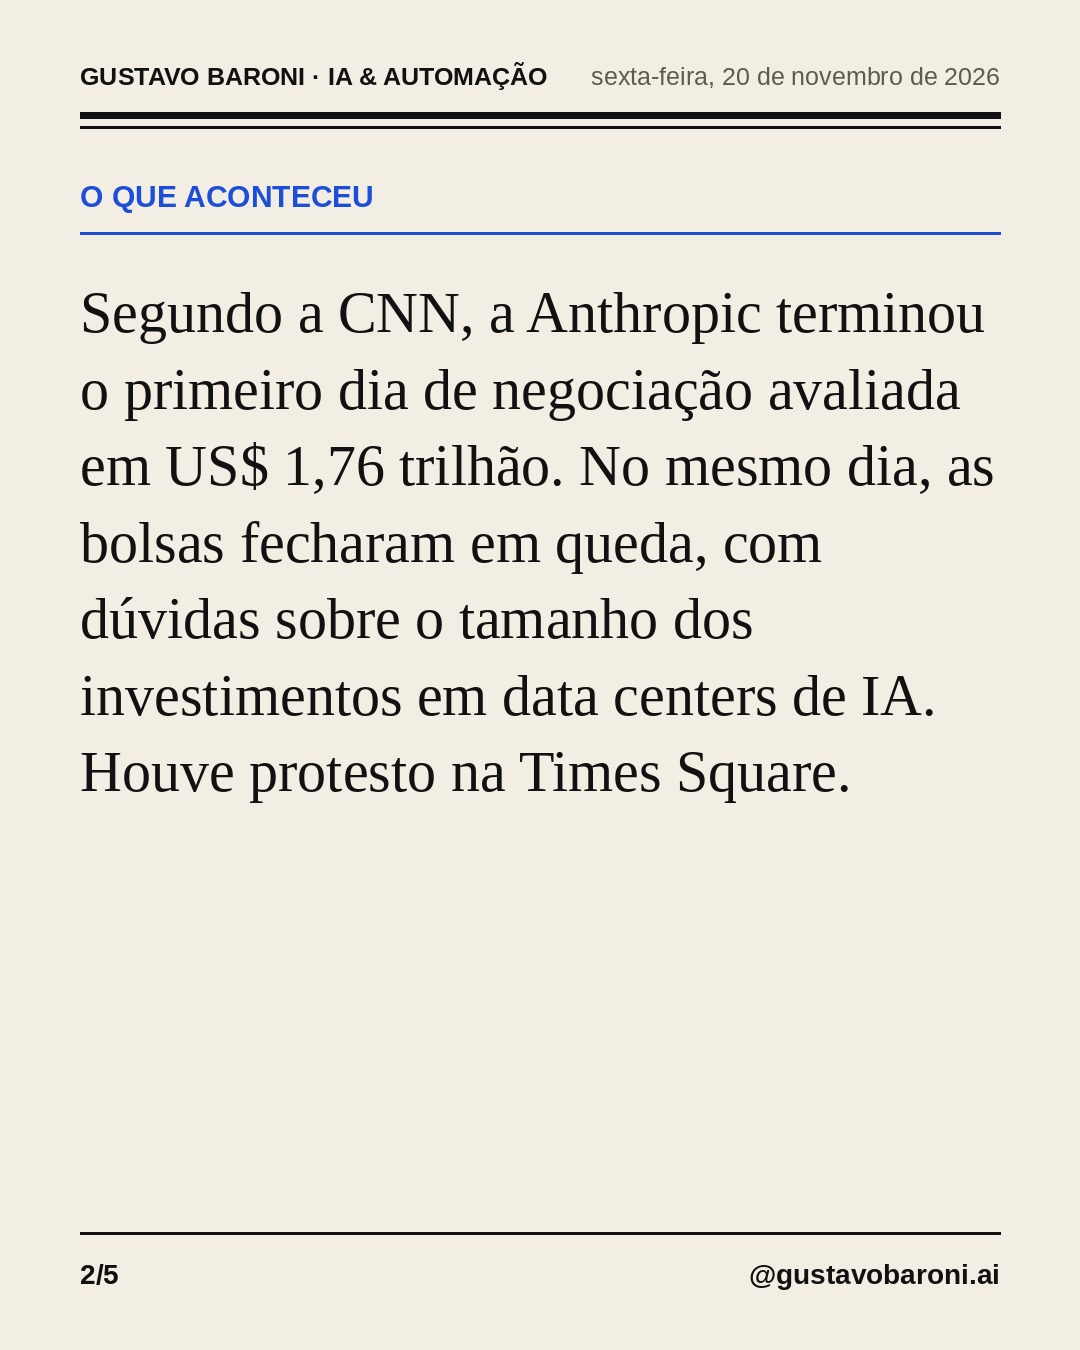 GUSTAVO BARONI · IA & AUTOMAÇÃO sexta-feira, 20 de novembro de 2026
O QUE ACONTECEU
Segundo a CNN, a Anthropic terminou
o primeiro dia de negociação avaliada
em US$ 1,76 trilhão. No mesmo dia, as
bolsas fecharam em queda, com
dúvidas sobre o tamanho dos
investimentos em data centers de IA.
Houve protesto na Times Square.
2/5 @gustavobaroni.ai